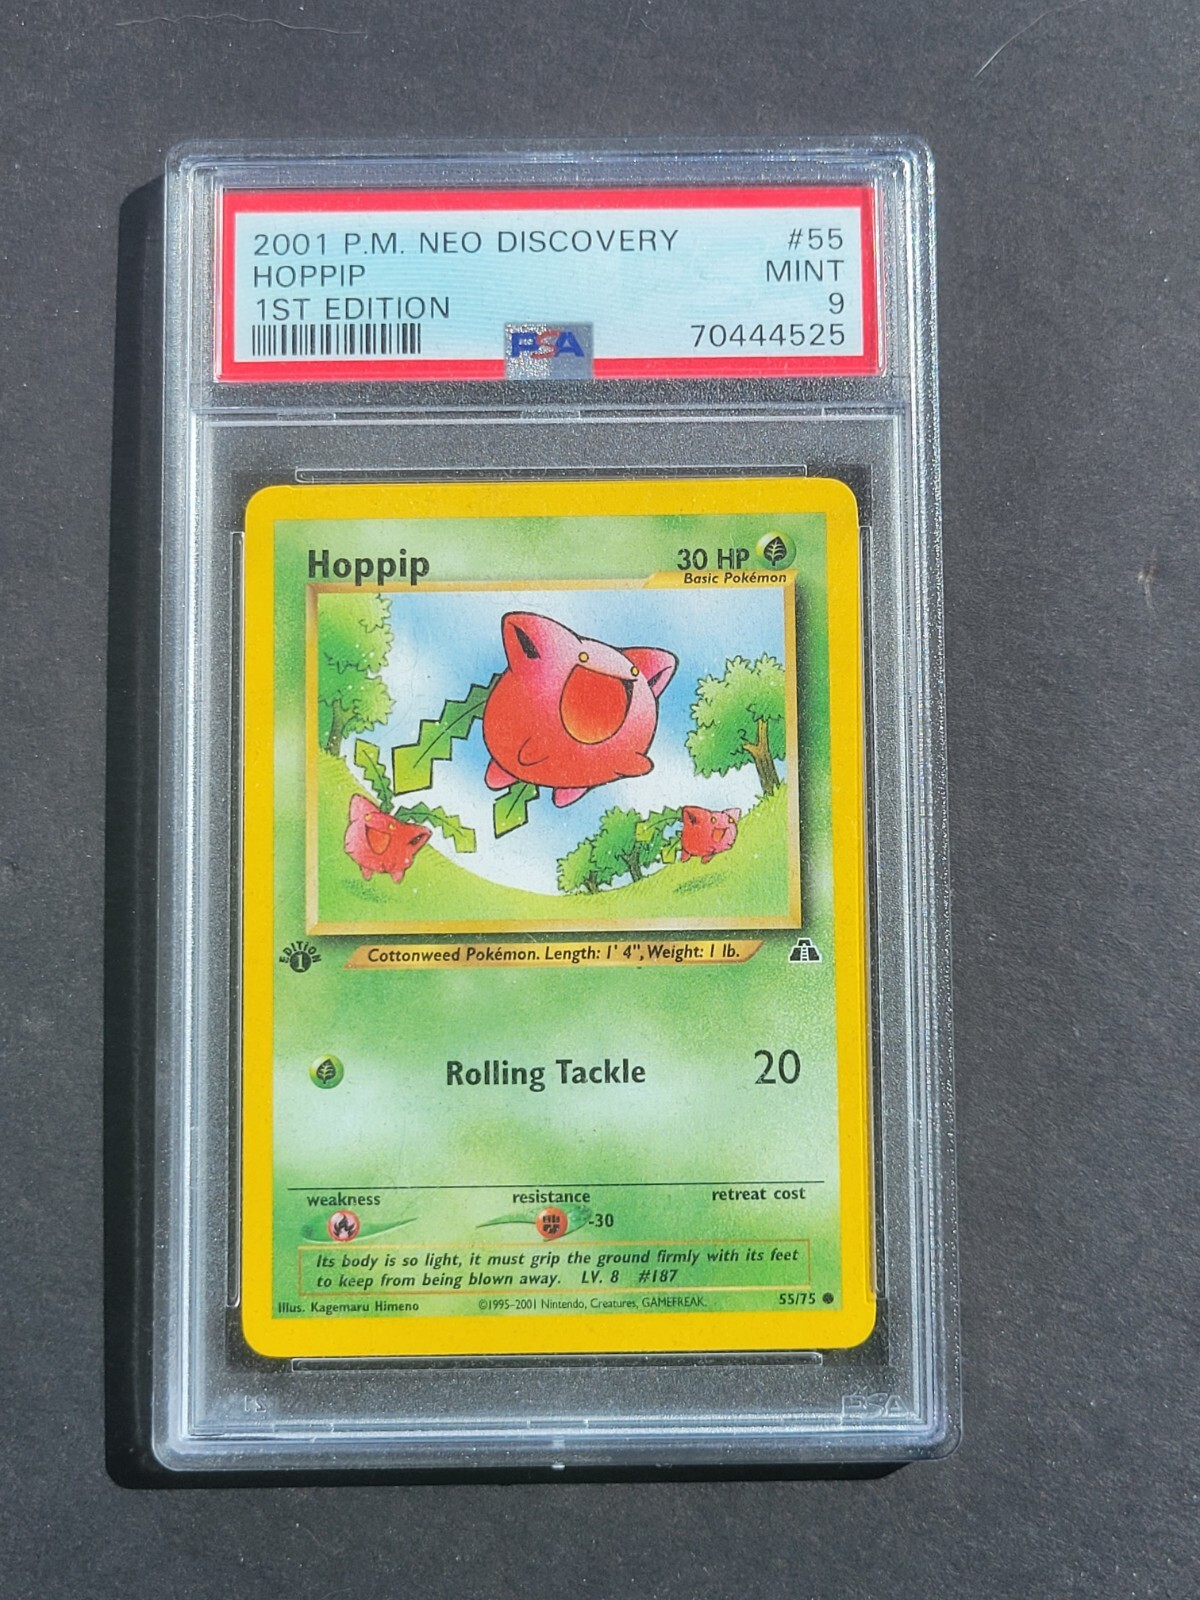 2001 P.M. NEO DISCOVERY #55
HOPPIP MINT
1ST EDITION 9
70444525
PSA
Hoppip 30 HP
Basic Pokémon
EDITION 1
Cottonweed Pokémon. Length: 1' 4", Weight: 1 lb.
Rolling Tackle 20
weakness resistance retreat cost
-30
Its body is so light, it must grip the ground firmly with its feet
to keep from being blown away. LV. 8 #187
Illus. Kagemaru Himeno ©1995-2001 Nintendo, Creatures, GAMEFREAK. 55/75
PSA